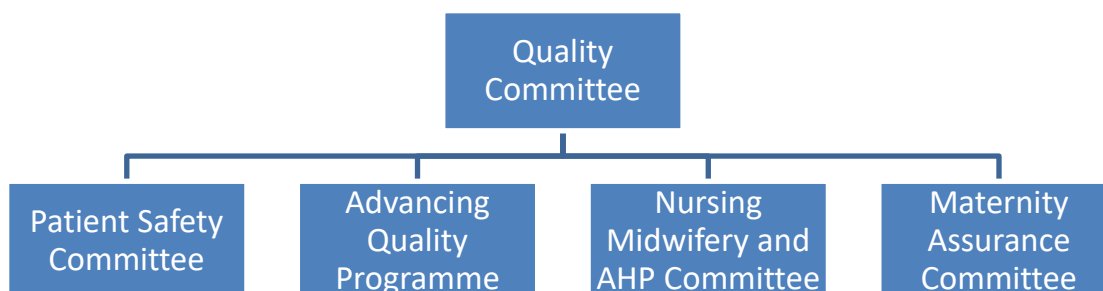 Quality
Committee
Patient Safety
Committee
Advancing
Quality
Programme
Nursing
Midwifery and
AHP Committee
Maternity
Assurance
Committee